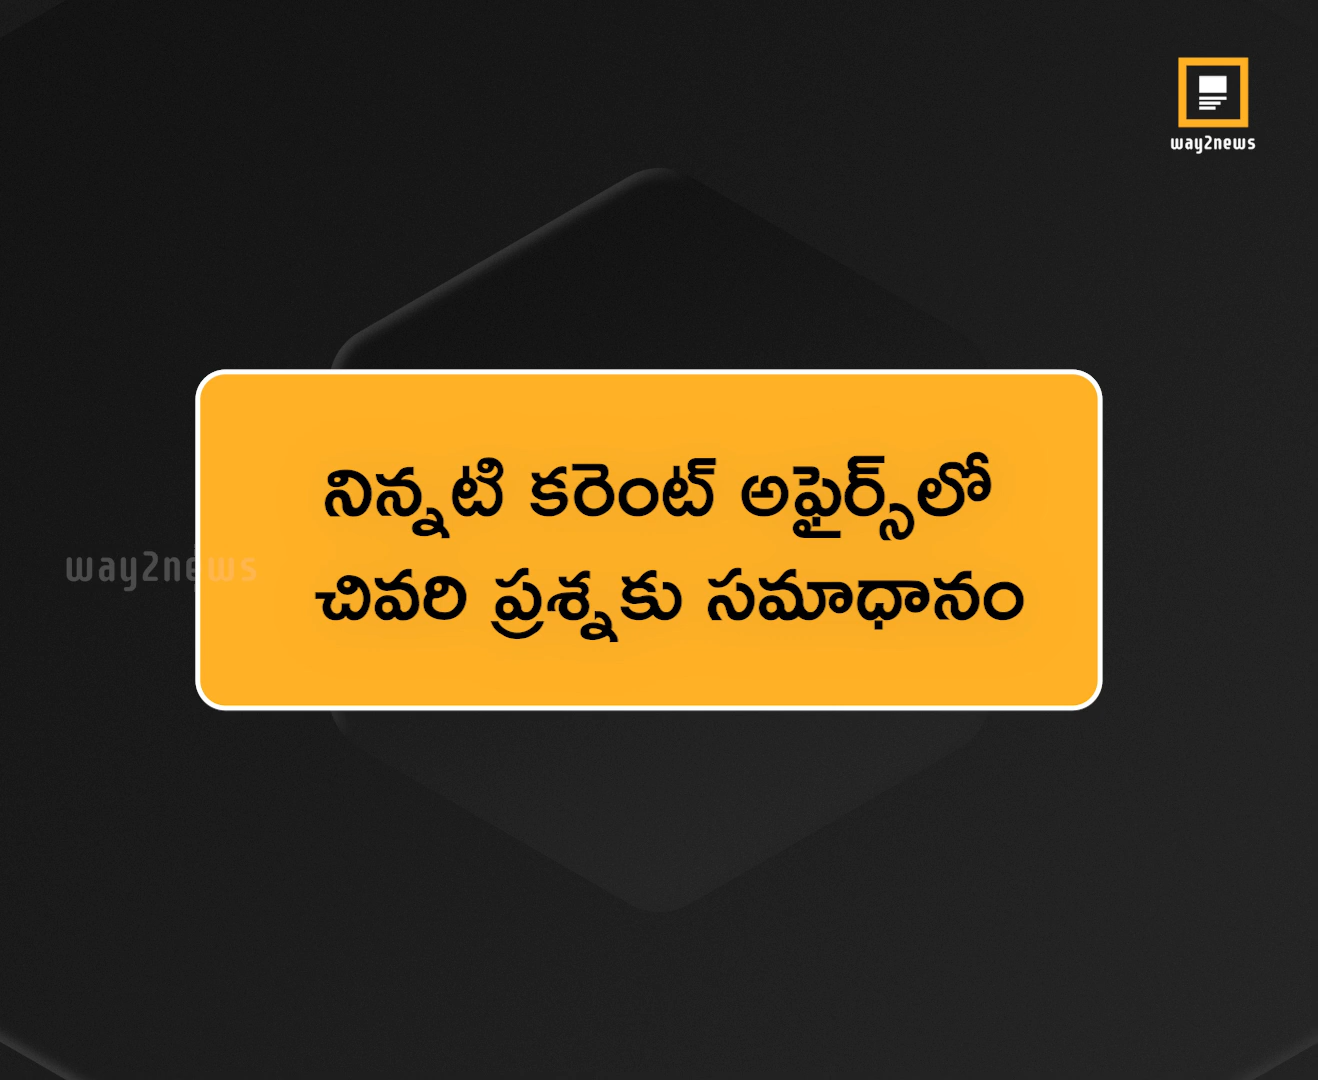 way2news
నిన్నటి కరెంట్ అఫైర్స్‌లో
చివరి ప్రశ్నకు సమాధానం
way2news